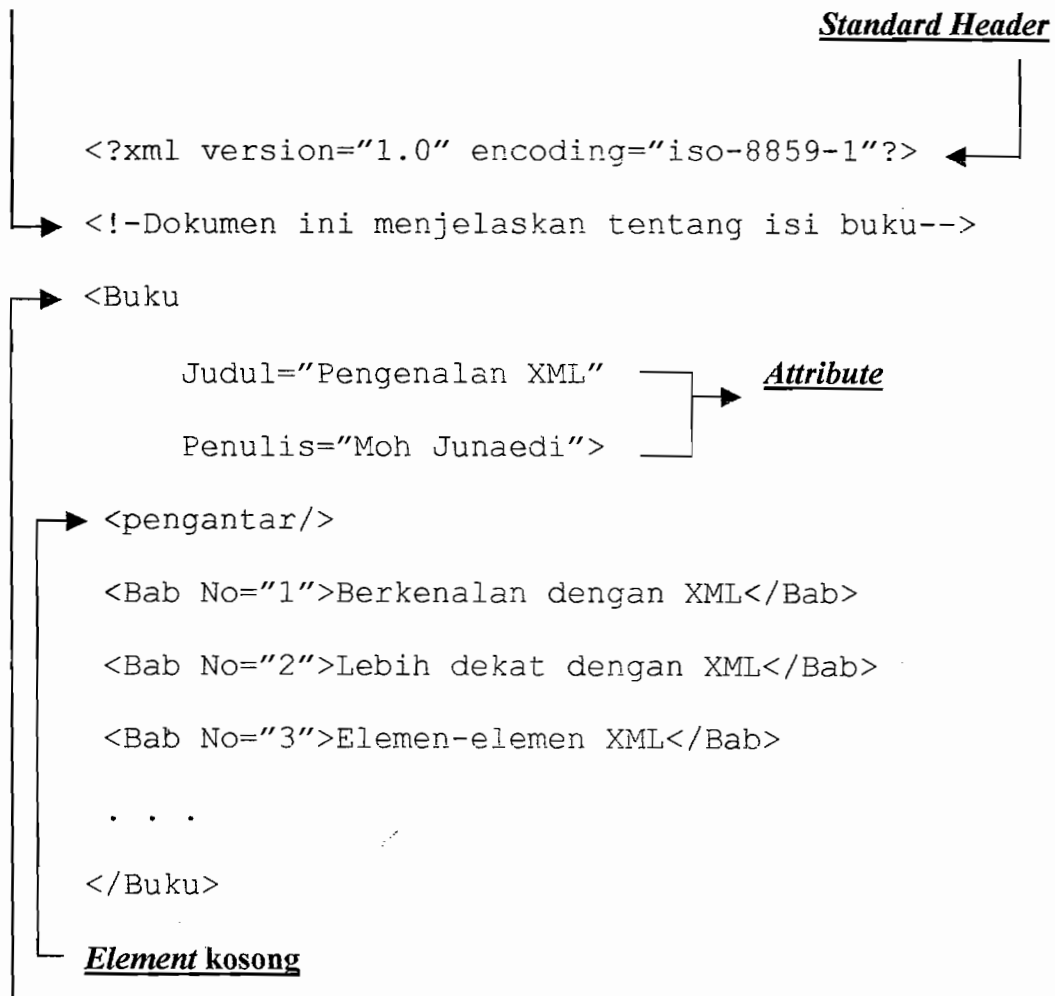 Standard Header
<?xml version="1.0" encoding="iso-8859-1"?>
<!-Dokumen ini menjelaskan tentang isi buku-->
<Buku
Judul="Pengenalan XML"
Attribute
Penulis="Moh Junaedi">
<pengantar/>
<Bab No="1">Berkenalan dengan XML</Bab>
<Bab No="2">Lebih dekat dengan XML</Bab>
<Bab No="3">Elemen-elemen XML</Bab>
. . .
</Buku>
Element kosong